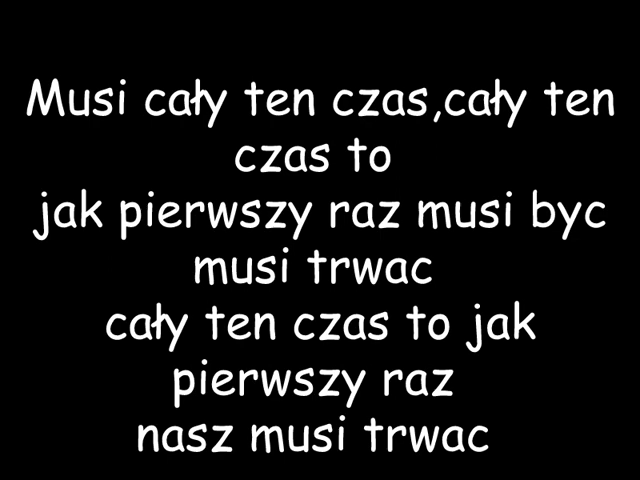 Musi cały ten czas,cały ten
czas to
jak pierwszy raz musi byc
musi trwac
cały ten czas to jak
pierwszy raz
nasz musi trwac